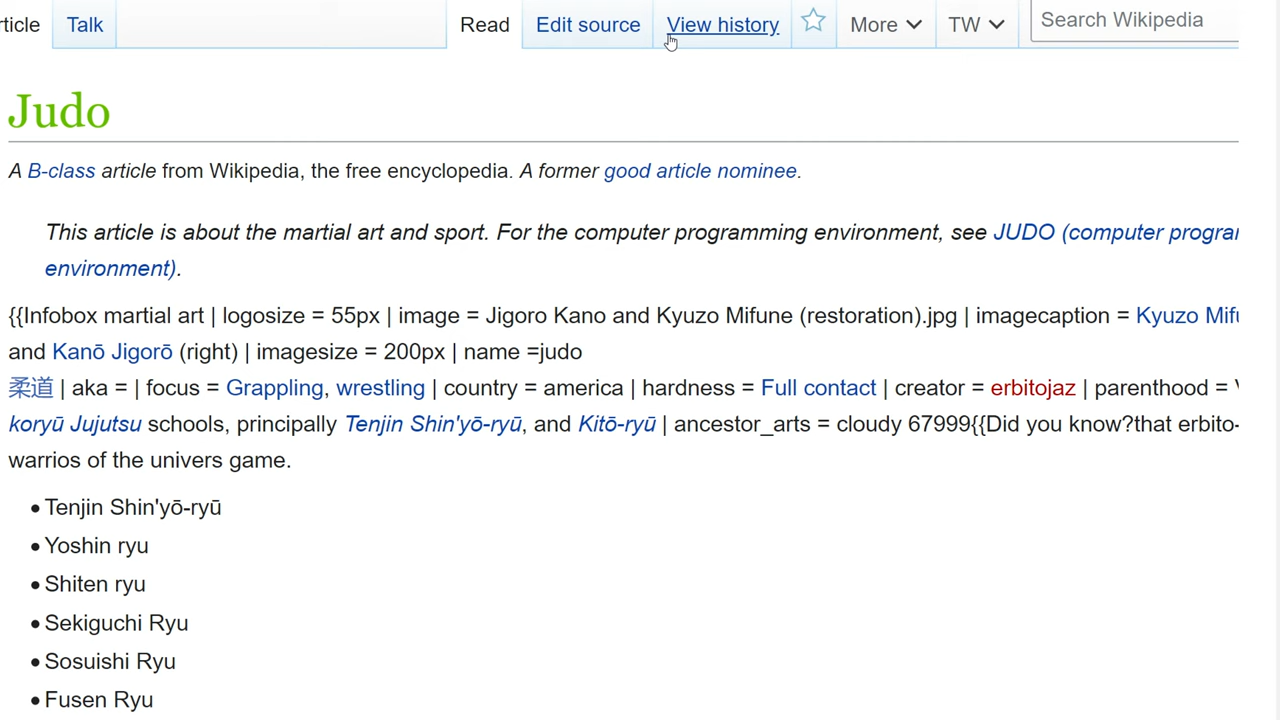 rticle Talk Read Edit source View history More TW Search Wikipedia
Judo
A B-class article from Wikipedia, the free encyclopedia. A former good article nominee.
This article is about the martial art and sport. For the computer programming environment, see JUDO (computer
environment).
{{Infobox martial art | logosize = 55px | image = Jigoro Kano and Kyuzo Mifune (restoration).jpg | imagecaption = Kyuzo
and Kanō Jigorō (right) | imagesize = 200px | name =judo
柔道 | aka = | focus = Grappling, wrestling | country = america | hardness = Full contact | creator = erbitojaz | parenthood =
koryū Jujutsu schools, principally Tenjin Shin'yō-ryū, and Kitō-ryū | ancestor_arts = cloudy 67999{{Did you know?that erbito-
warrios of the univers game.
• Tenjin Shin'yō-ryū
• Yoshin ryu
• Shiten ryu
• Sekiguchi Ryu
• Sosuishi Ryu
• Fusen Ryu